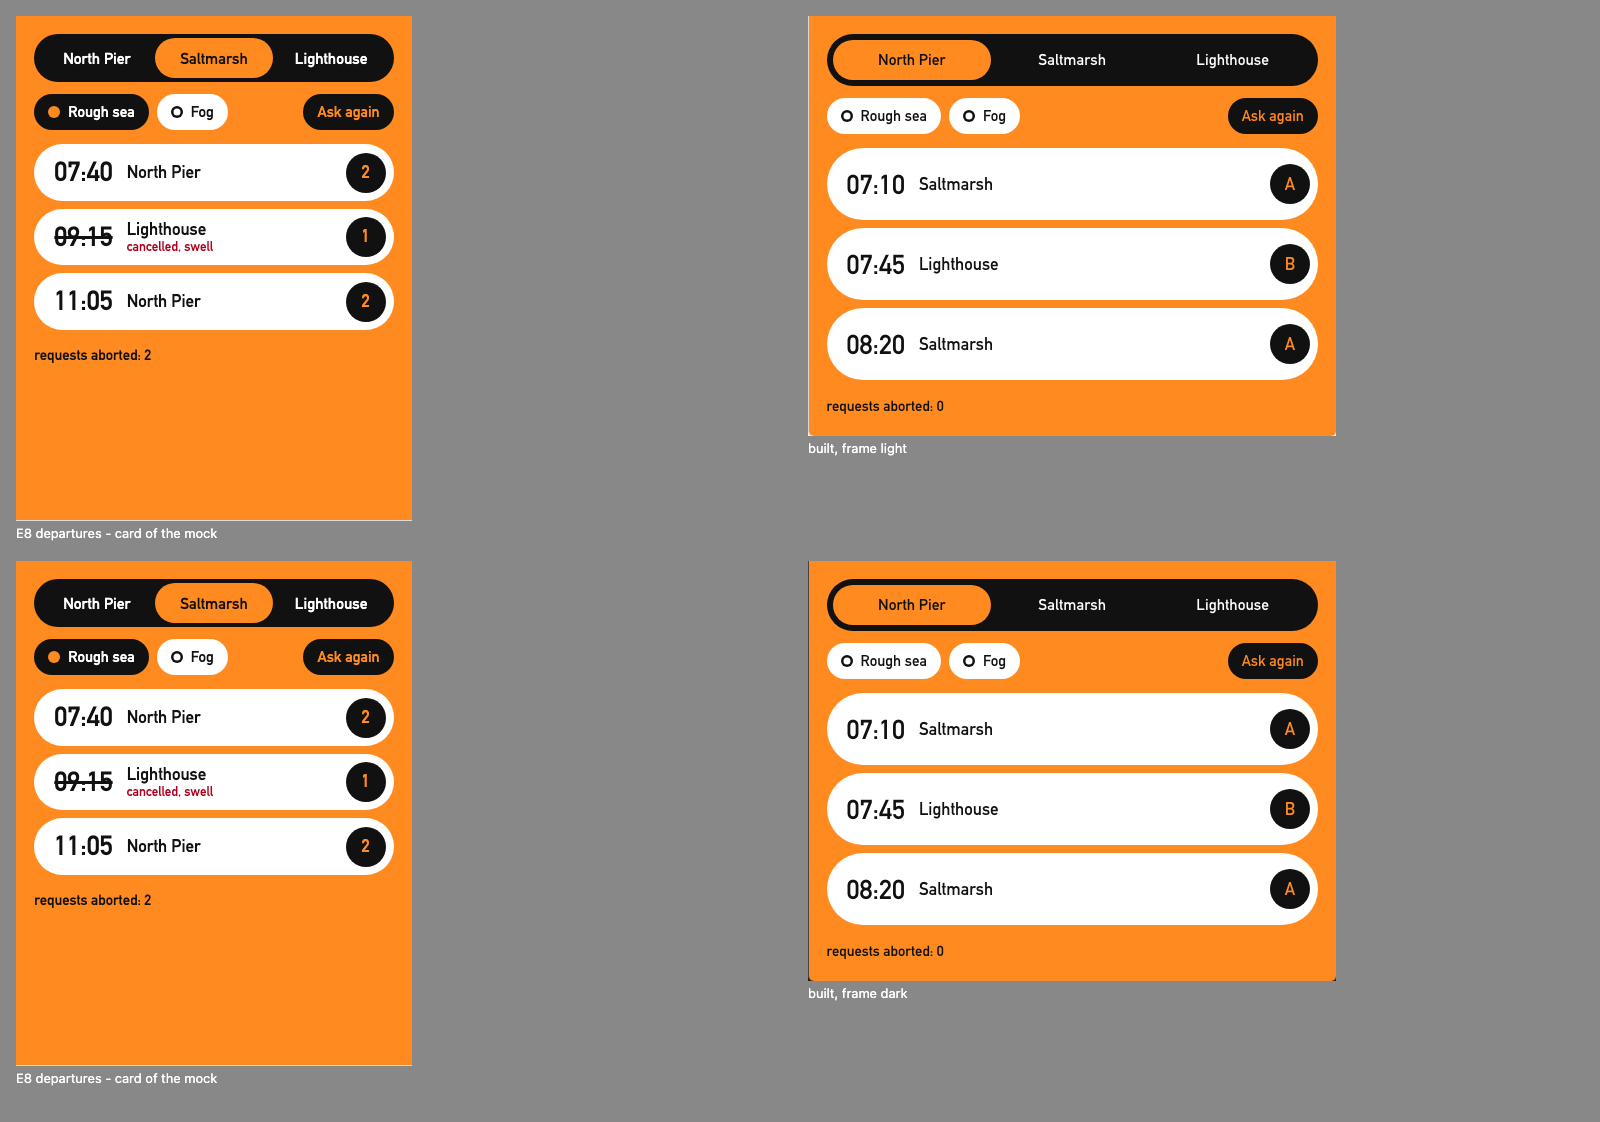 North Pier Saltmarsh Lighthouse
Rough sea Fog Ask again
07:40 North Pier 2
09:15 Lighthouse 1
cancelled, swell
11:05 North Pier 2
requests aborted: 2
E8 departures - card of the mock
North Pier Saltmarsh Lighthouse
Rough sea Fog Ask again
07:10 Saltmarsh A
07:45 Lighthouse B
08:20 Saltmarsh A
requests aborted: 0
built, frame light
North Pier Saltmarsh Lighthouse
Rough sea Fog Ask again
07:40 North Pier 2
09:15 Lighthouse 1
cancelled, swell
11:05 North Pier 2
requests aborted: 2
E8 departures - card of the mock
North Pier Saltmarsh Lighthouse
Rough sea Fog Ask again
07:10 Saltmarsh A
07:45 Lighthouse B
08:20 Saltmarsh A
requests aborted: 0
built, frame dark